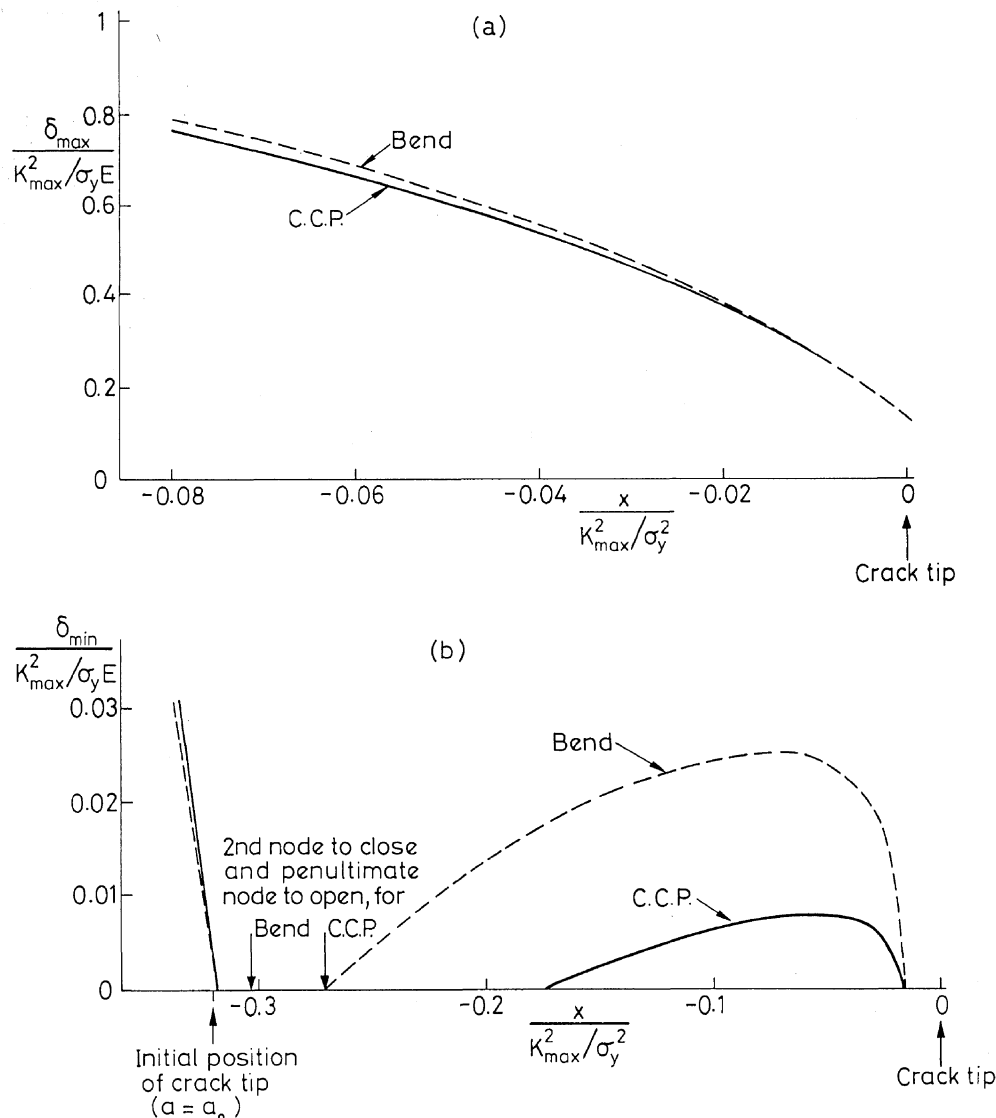 (a)
1
0.8
0.6
0.4
0.2
0
δmax
K²max/σyE
Bend
C.C.P.
-0.08
-0.06
-0.04
-0.02
0
x
K²max/σ²y
Crack tip
(b)
δmin
K²max/σyE
0.03
0.02
0.01
0
Bend
2nd node to close
and penultimate
node to open, for
Bend C.C.P.
C.C.P.
-0.3
-0.2
-0.1
0
x
K²max/σ²y
Initial position
of crack tip
(a = ao)
Crack tip